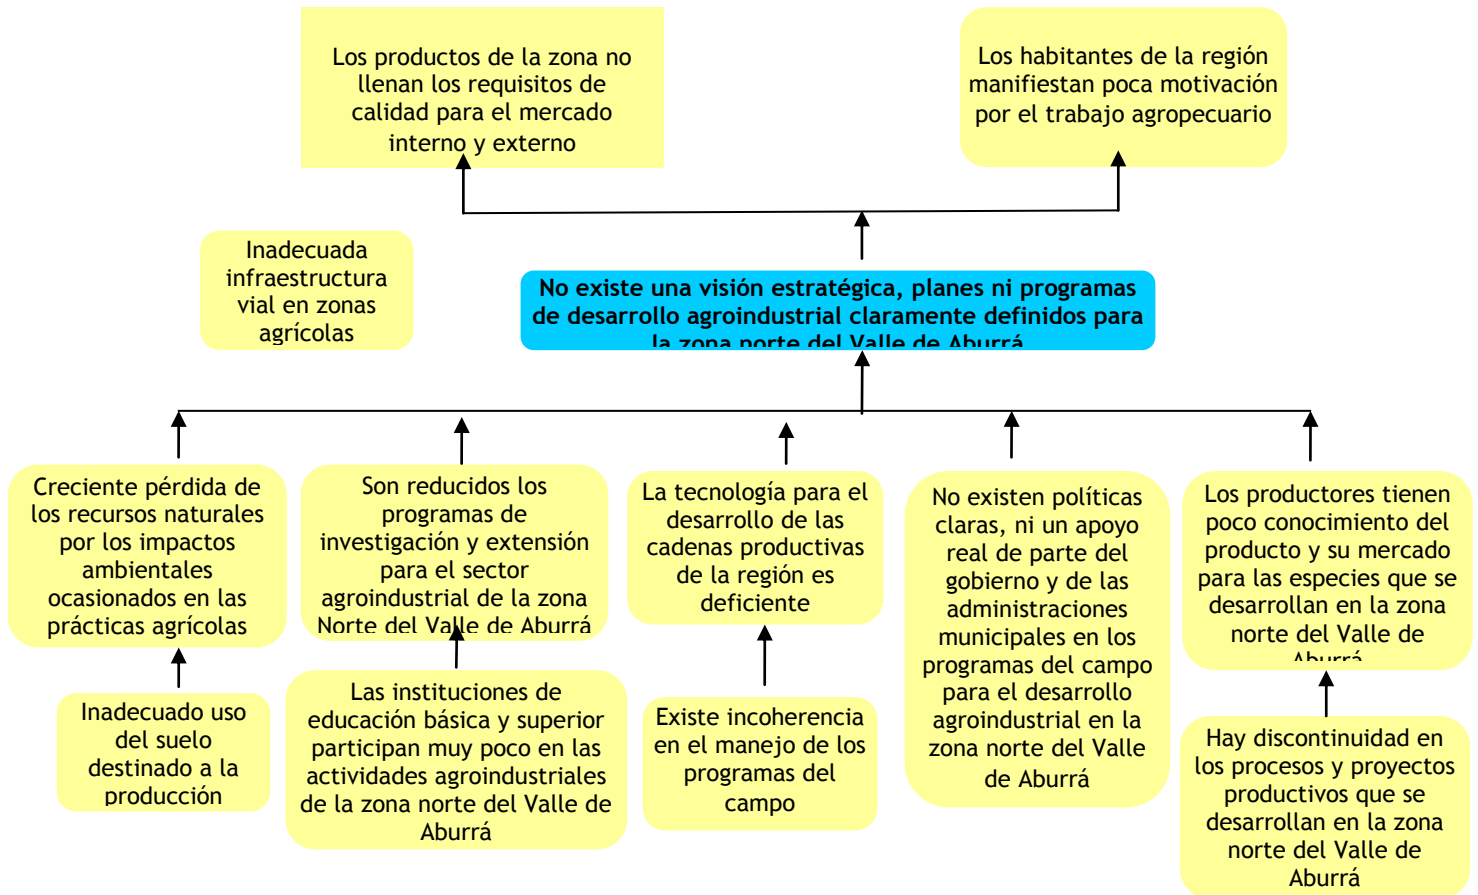 Los productos de la zona no
llenan los requisitos de
calidad para el mercado
interno y externo
Los habitantes de la región
manifiestan poca motivación
por el trabajo agropecuario
Inadecuada
infraestructura
vial en zonas
agrícolas
No existe una visión estratégica, planes ni programas
de desarrollo agroindustrial claramente definidos para
la zona norte del Valle de Aburrá
Creciente pérdida de
los recursos naturales
por los impactos
ambientales
ocasionados en las
prácticas agrícolas
Son reducidos los
programas de
investigación y extensión
para el sector
agroindustrial de la zona
Norte del Valle de Aburrá
La tecnología para el
desarrollo de las
cadenas productivas
de la región es
deficiente
No existen políticas
claras, ni un apoyo
real de parte del
gobierno y de las
administraciones
municipales en los
programas del campo
para el desarrollo
agroindustrial en la
zona norte del Valle
de Aburrá
Los productores tienen
poco conocimiento del
producto y su mercado
para las especies que se
desarrollan en la zona
norte del Valle de
Aburrá
Inadecuado uso
del suelo
destinado a la
producción
Las instituciones de
educación básica y superior
participan muy poco en las
actividades agroindustriales
de la zona norte del Valle de
Aburrá
Existe incoherencia
en el manejo de los
programas del
campo
Hay discontinuidad en
los procesos y proyectos
productivos que se
desarrollan en la zona
norte del Valle de
Aburrá